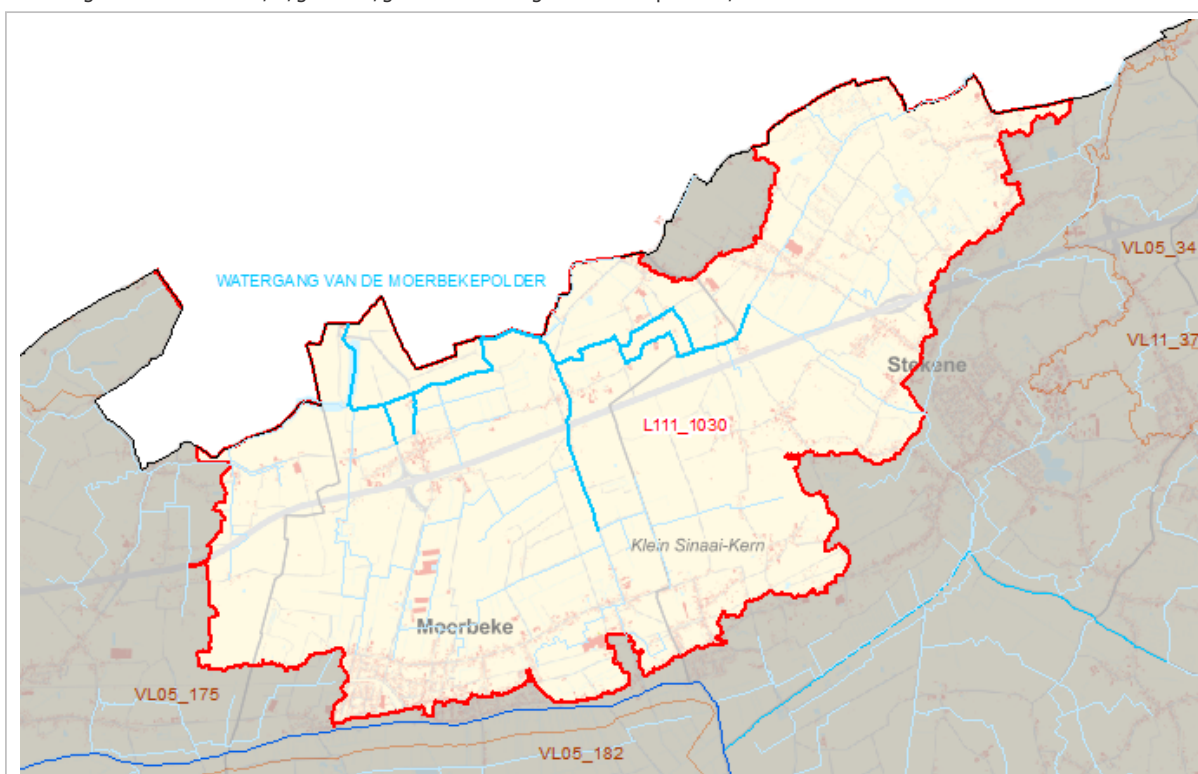 WATERGANG VAN DE MOERBEKEPOLDER
VL05_34
VL11_37
Stekene
L111_1030
Klein Sinaai-Kern
Moerbeke
VL05_175
VL05_182